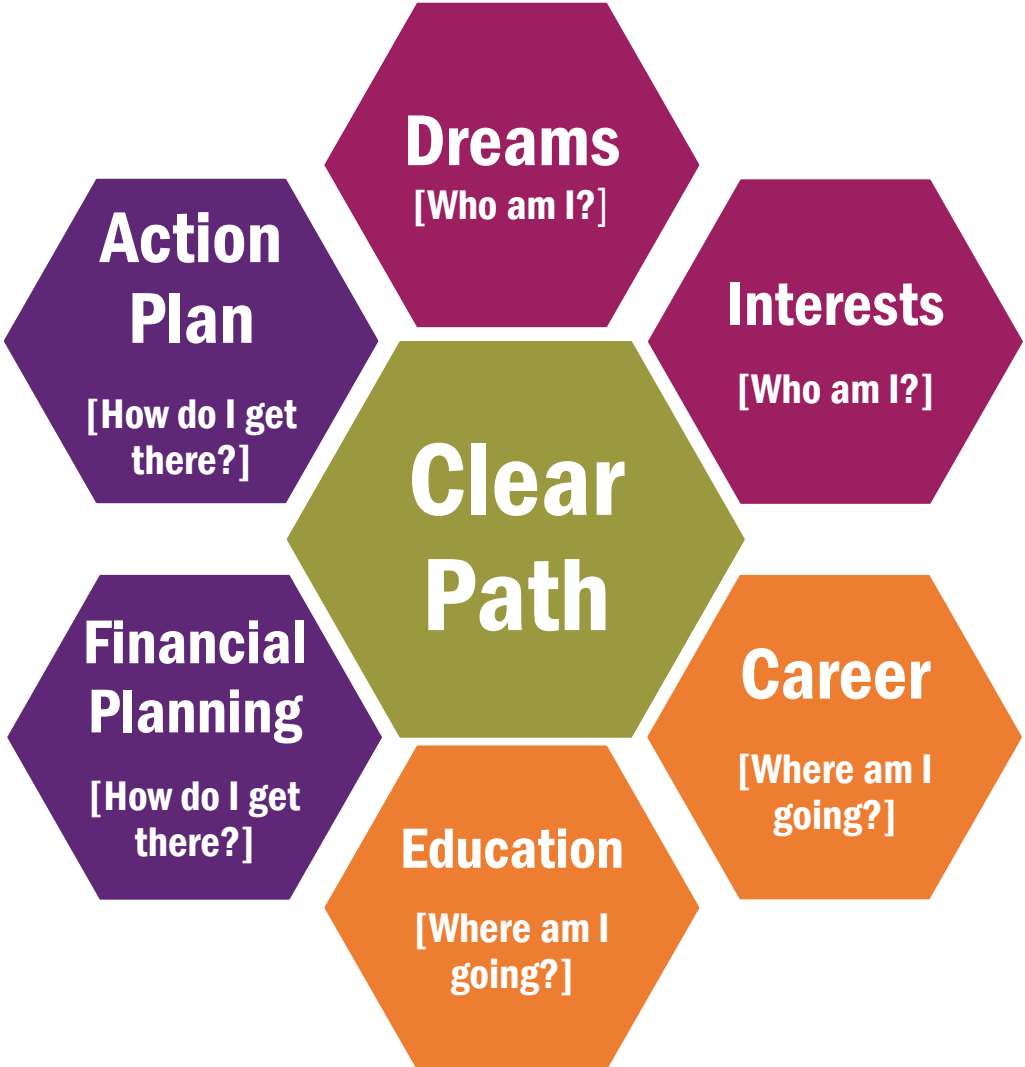 Dreams
[Who am I?]
Interests
[Who am I?]
Career
[Where am I
going?]
Education
[Where am I
going?]
Financial
Planning
[How do I get
there?]
Action
Plan
[How do I get
there?]
Clear
Path